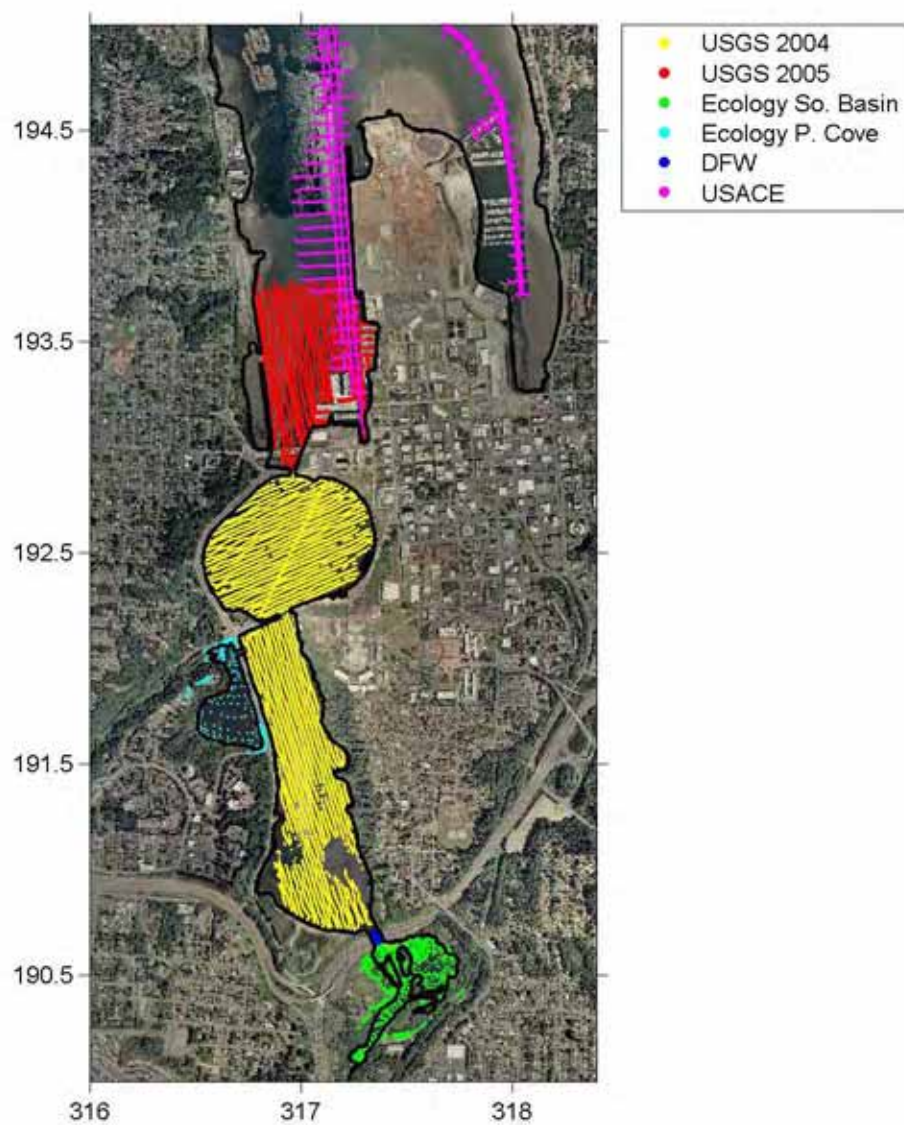 USGS 2004
USGS 2005
Ecology So. Basin
Ecology P. Cove
DFW
USACE
194.5
193.5
192.5
191.5
190.5
316
317
318